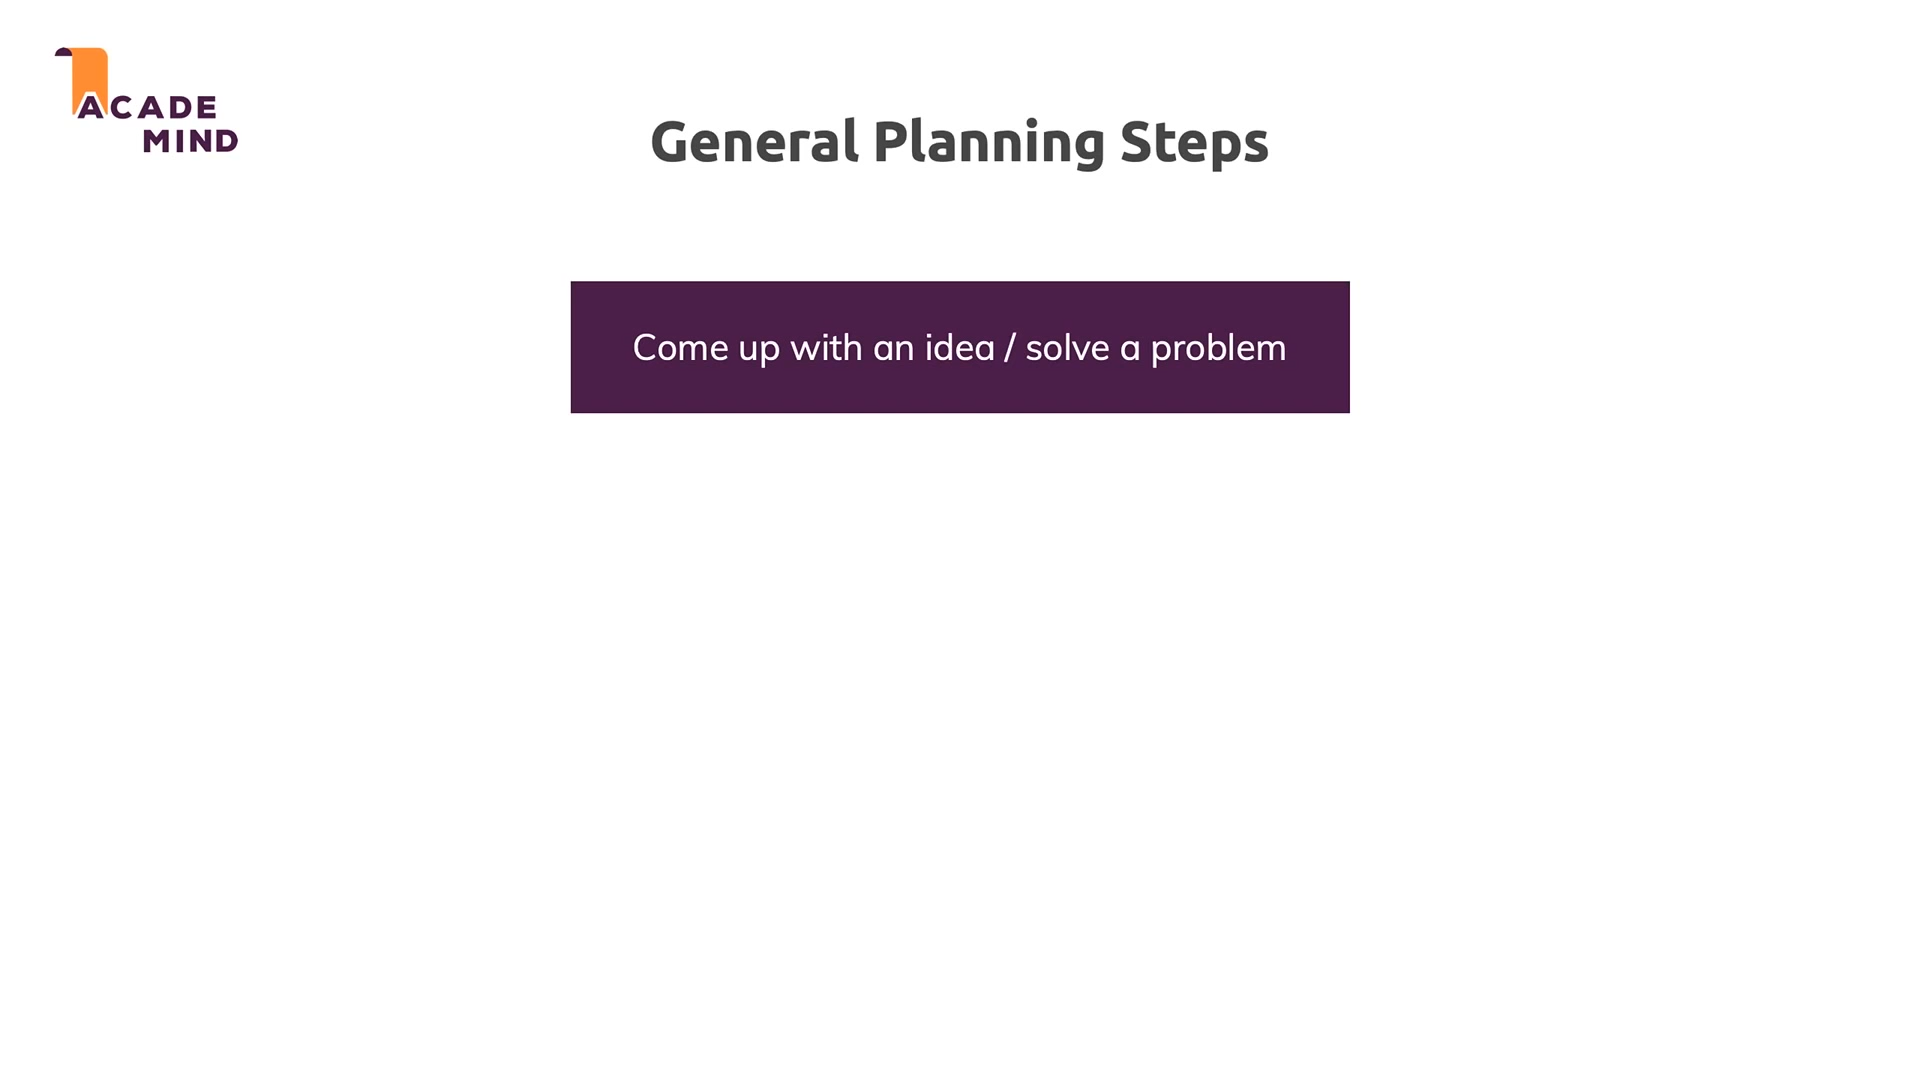 ACADE
MIND
General Planning Steps
Come up with an idea / solve a problem